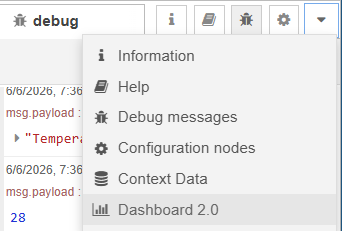 debug
Information
Help
Debug messages
Configuration nodes
Context Data
Dashboard 2.0
6/6/2026, 7:36
msg.payload :
"Tempera
6/6/2026, 7:36
msg.payload :
28